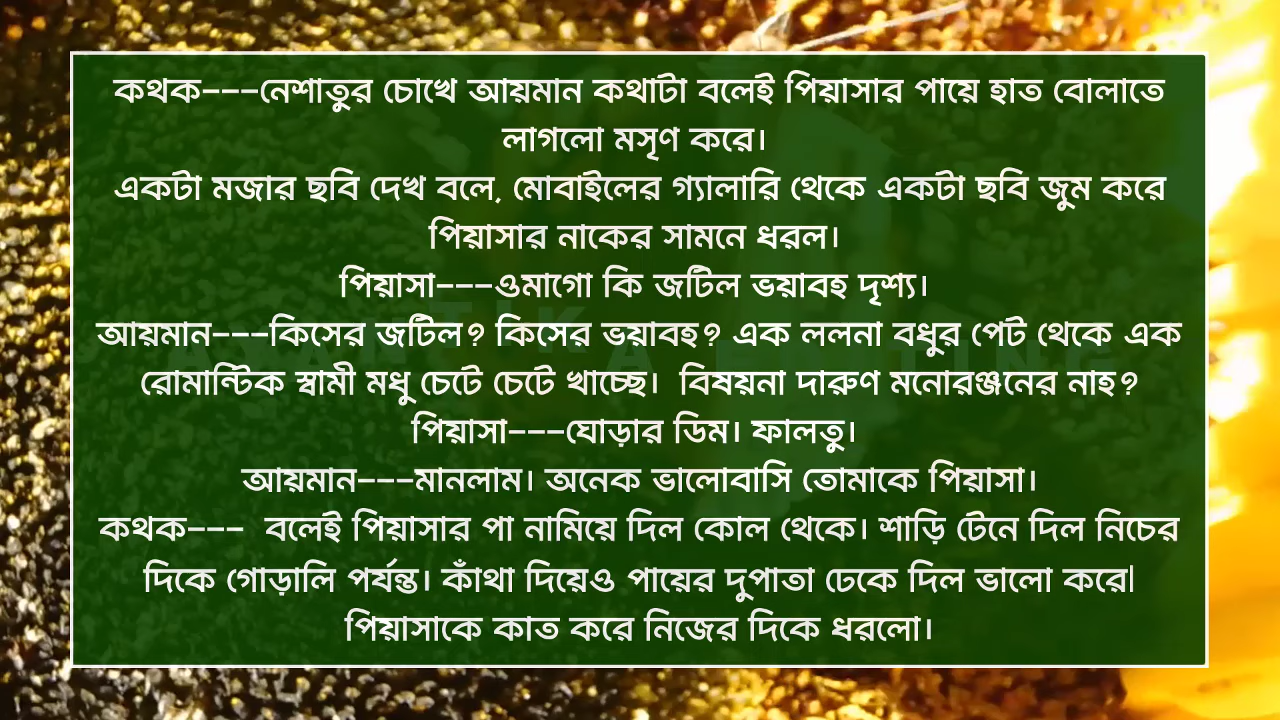 কথক---নেশাতুর চোখে আয়মান কথাটা বলেই পিয়াসার পায়ে হাত বোলাতে
লাগলো মসৃণ করে।
একটা মজার ছবি দেখ বলে, মোবাইলের গ্যালারি থেকে একটা ছবি জুম করে
পিয়াসার নাকের সামনে ধরল।
পিয়াসা---ওমাগো কি জটিল ভয়াবহ দৃশ্য।
আয়মান---কিসের জটিল? কিসের ভয়াবহ? এক ললনা বধুর পেট থেকে এক
রোমান্টিক স্বামী মধু চেটে চেটে খাচ্ছে। বিষয়না দারুণ মনোরঞ্জনের নাহ?
পিয়াসা---ঘোড়ার ডিম। ফালতু।
আয়মান---মানলাম। অনেক ভালোবাসি তোমাকে পিয়াসা।
কথক--- বলেই পিয়াসার পা নামিয়ে দিল কোল থেকে। শাড়ি টেনে দিল নিচের
দিকে গোড়ালি পর্যন্ত। কাঁথা দিয়েও পায়ের দুপাতা ঢেকে দিল ভালো করে|
পিয়াসাকে কাত করে নিজের দিকে ধরলো।